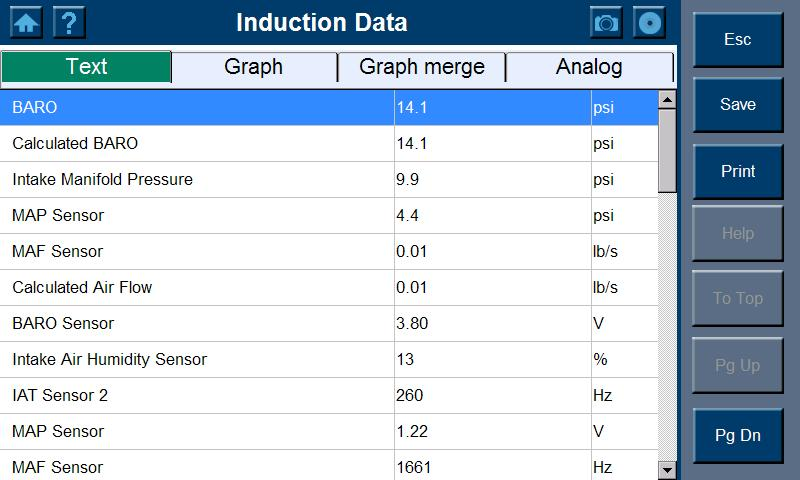 ? Induction Data
Text Graph Graph merge Analog
BARO 14.1 psi
Calculated BARO 14.1 psi
Intake Manifold Pressure 9.9 psi
MAP Sensor 4.4 psi
MAF Sensor 0.01 lb/s
Calculated Air Flow 0.01 lb/s
BARO Sensor 3.80 V
Intake Air Humidity Sensor 13 %
IAT Sensor 2 260 Hz
MAP Sensor 1.22 V
MAF Sensor 1661 Hz
Esc
Save
Print
Help
To Top
Pg Up
Pg Dn